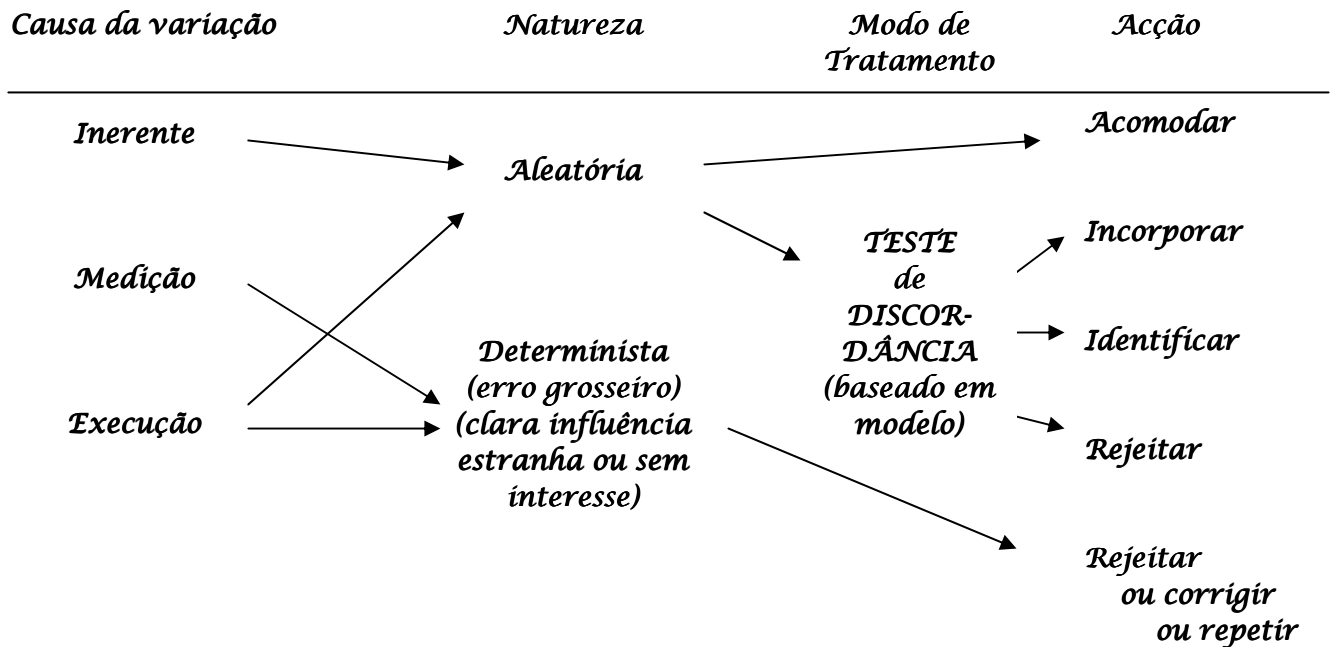 Causa da variação
Natureza
Modo de
Tratamento
Acção
Inerente
Medição
Execução
Aleatória
Determinista
(erro grosseiro)
(clara influência
estranha ou sem
interesse)
TESTE
de
DISCOR-
DÂNCIA
(baseado em
modelo)
Acomodar
Incorporar
Identificar
Rejeitar
Rejeitar
ou corrigir
ou repetir